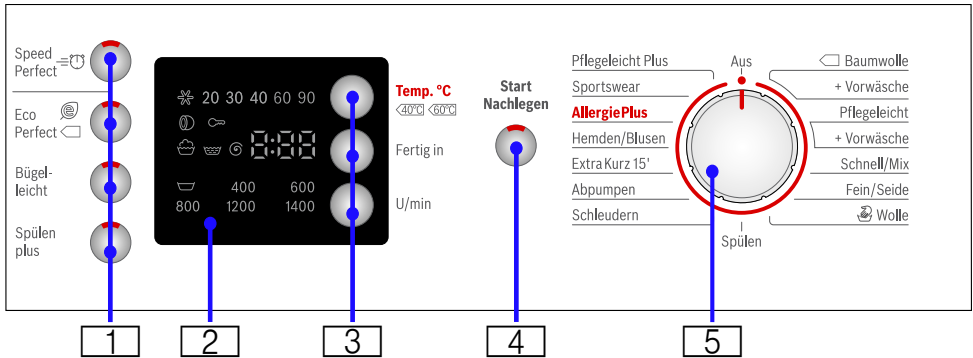 Speed
Perfect
Eco
Perfect
Bügel-
leicht
Spülen
plus
20 30 40 60 90
8:88
400 600
800 1200 1400
Temp. °C
40°C 60°C
Fertig in
U/min
Start
Nachlegen
Pflegeleicht Plus
Sportswear
AllergiePlus
Hemden/Blusen
Extra Kurz 15'
Abpumpen
Schleudern
Aus
Spülen
Baumwolle
+ Vorwäsche
Pflegeleicht
+ Vorwäsche
Schnell/Mix
Fein/Seide
Wolle
1 2 3 4 5